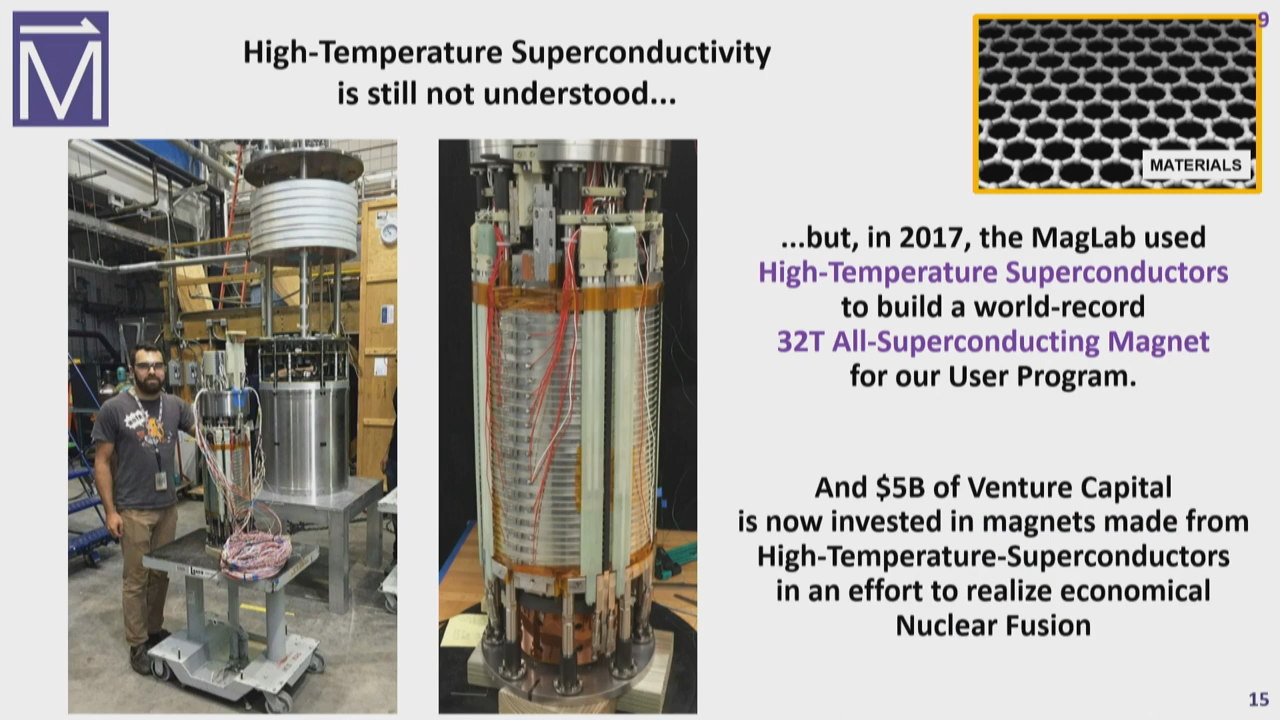 M
9
High-Temperature Superconductivity
is still not understood...
MATERIALS
...but, in 2017, the MagLab used
High-Temperature Superconductors
to build a world-record
32T All-Superconducting Magnet
for our User Program.
And $5B of Venture Capital
is now invested in magnets made from
High-Temperature-Superconductors
in an effort to realize economical
Nuclear Fusion
15